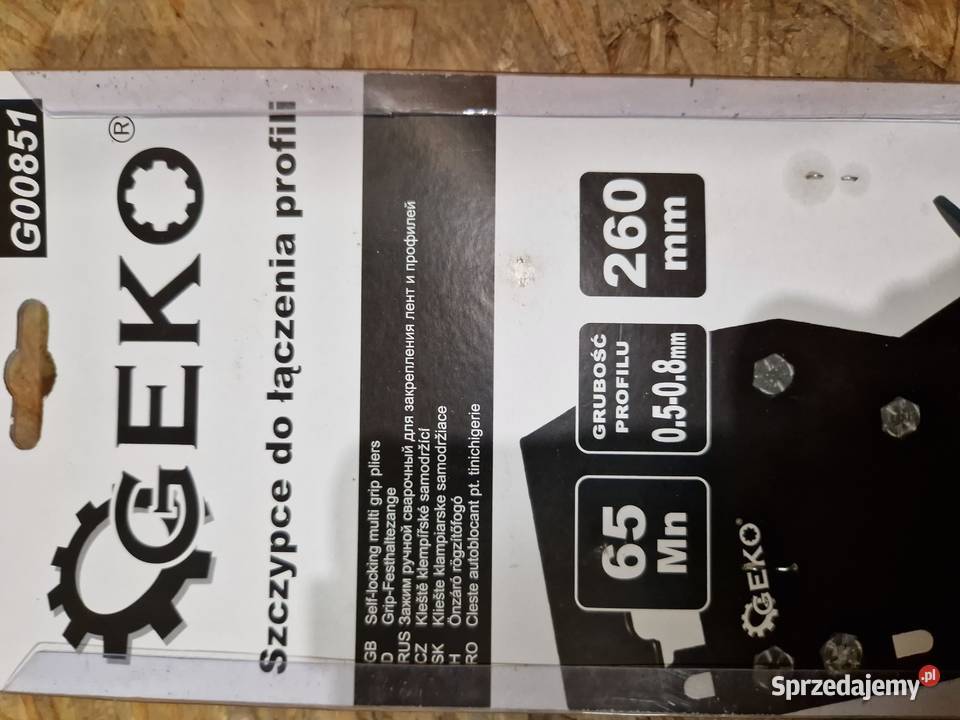 G00851
GEKO®
Szczypce do łączenia profili
GB Self-locking multi grip pliers
D Grip-Festhaltezange
RUS Зажим ручной сварочный для закрепления лент и профилей
CZ Kleště klempířské samodržící
SK Kliešte klampiarske samodržiace
H Önzáró rögzítőfogó
RO Cleste autoblocant pt. tinichigerie
65
Mn
GRUBOŚĆ
PROFILU
0.5-0.8mm
260
mm
GEKO®
Sprzedajemy.pl